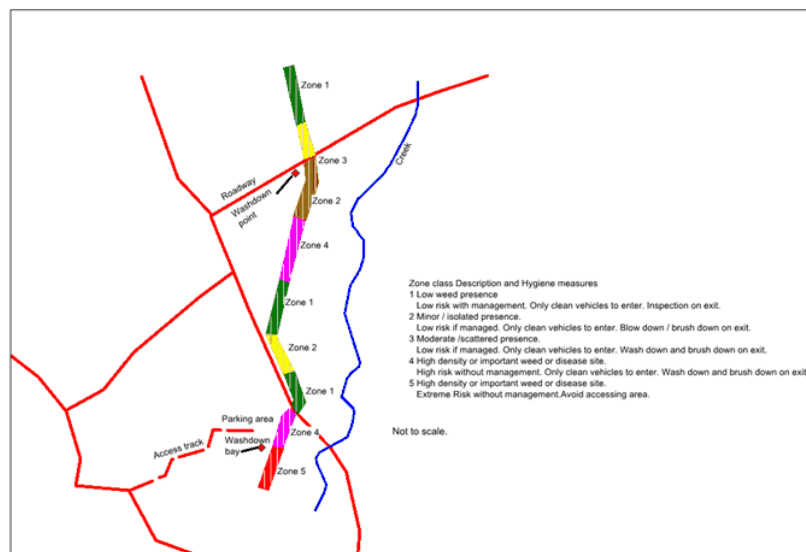 Zone 1
Zone 3
Roadway
Washdown
point
Creek
Zone 2
Zone 4
Zone 1
Zone 2
Zone 1
Parking area
Zone 4
Access track
Washdown
bay
Zone 5
Zone class Description and Hygiene measures
1 Low weed presence
Low risk with management. Only clean vehicles to enter. Inspection on exit.
2 Minor / isolated presence.
Low risk if managed. Only clean vehicles to enter. Blow down / brush down on exit.
3 Moderate /scattered presence.
Low risk if managed. Only clean vehicles to enter. Wash down and brush down on exit.
4 High density or important weed or disease site.
High risk without management. Only clean vehicles to enter. Wash down and brush down on exit
5 High density or important weed or disease site.
Extreme Risk without management.Avoid accessing area.
Not to scale.